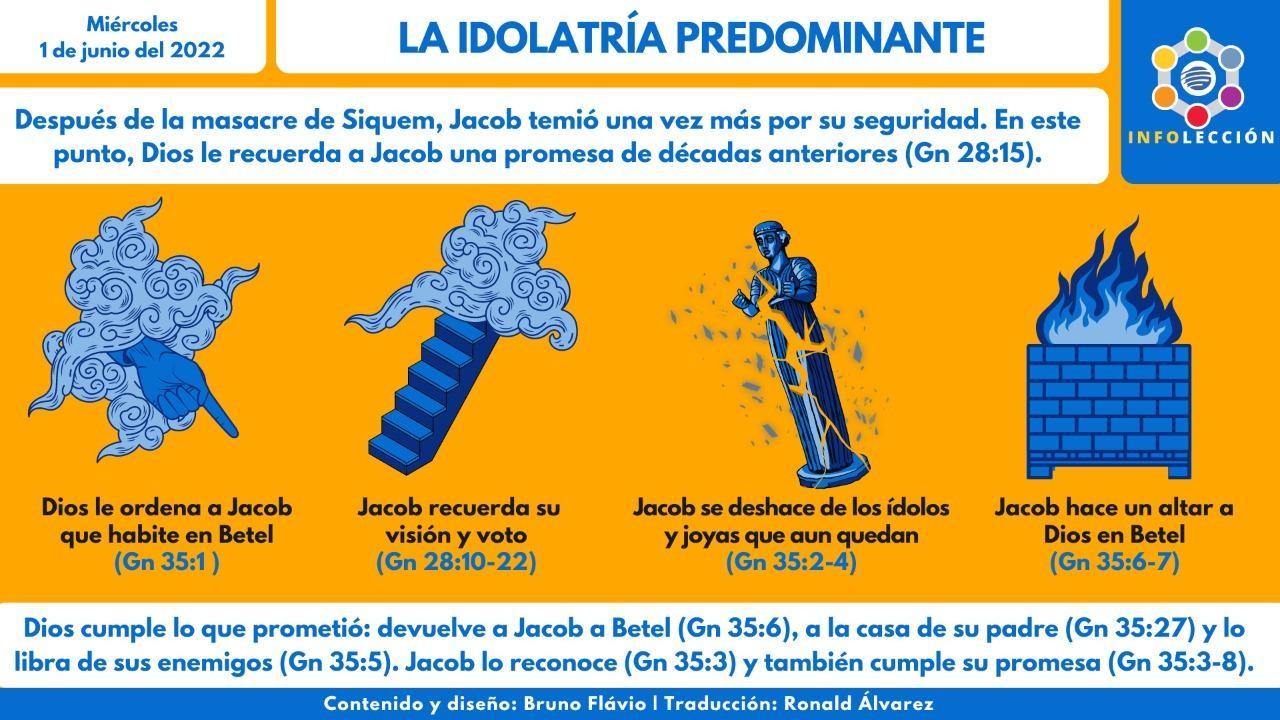 Miércoles
1 de junio del 2022
LA IDOLATRÍA PREDOMINANTE
INFOLECCIÓN
Después de la masacre de Siquem, Jacob temió una vez más por su seguridad. En este
punto, Dios le recuerda a Jacob una promesa de décadas anteriores (Gn 28:15).
Dios le ordena a Jacob
que habite en Betel
(Gn 35:1 )
Jacob recuerda su
visión y voto
(Gn 28:10-22)
Jacob se deshace de los ídolos
y joyas que aun quedan
(Gn 35:2-4)
Jacob hace un altar a
Dios en Betel
(Gn 35:6-7)
Dios cumple lo que prometió: devuelve a Jacob a Betel (Gn 35:6), a la casa de su padre (Gn 35:27) y lo
libra de sus enemigos (Gn 35:5). Jacob lo reconoce (Gn 35:3) y también cumple su promesa (Gn 35:3-8).
Contenido y diseño: Bruno Flávio | Traducción: Ronald Álvarez